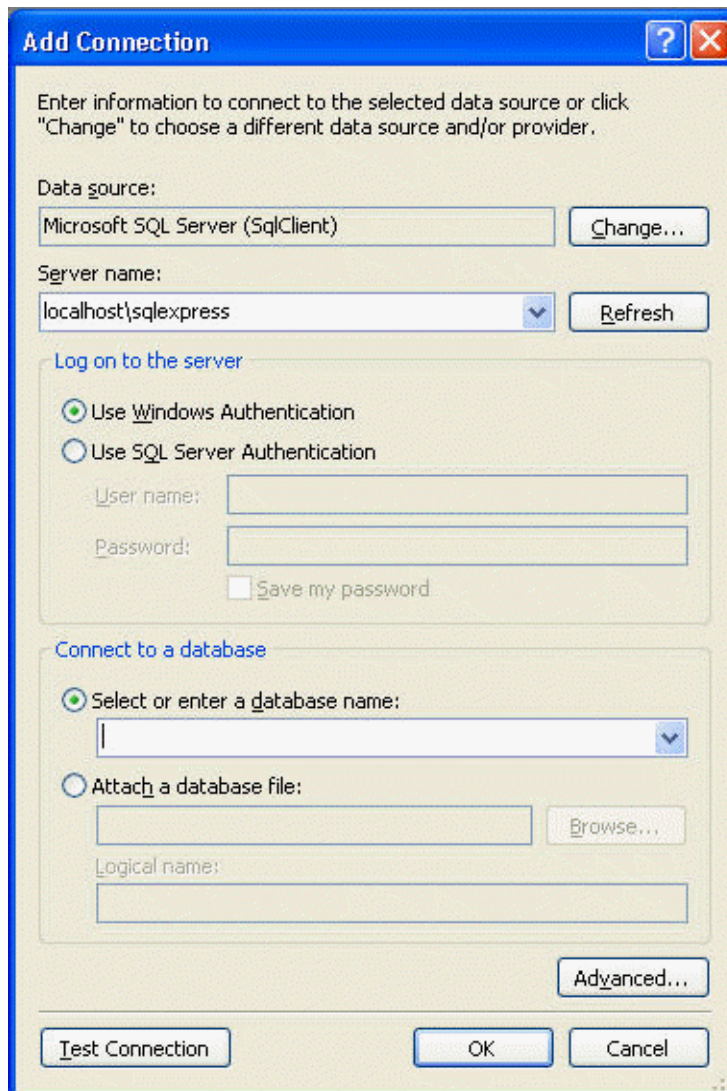 Add Connection
Enter information to connect to the selected data source or click
"Change" to choose a different data source and/or provider.
Data source:
Microsoft SQL Server (SqlClient)
Change...
Server name:
localhost\sqlexpress
Refresh
Log on to the server
Use Windows Authentication
Use SQL Server Authentication
User name:
Password:
Save my password
Connect to a database
Select or enter a database name:
Attach a database file:
Browse...
Logical name:
Advanced...
Test Connection
OK
Cancel